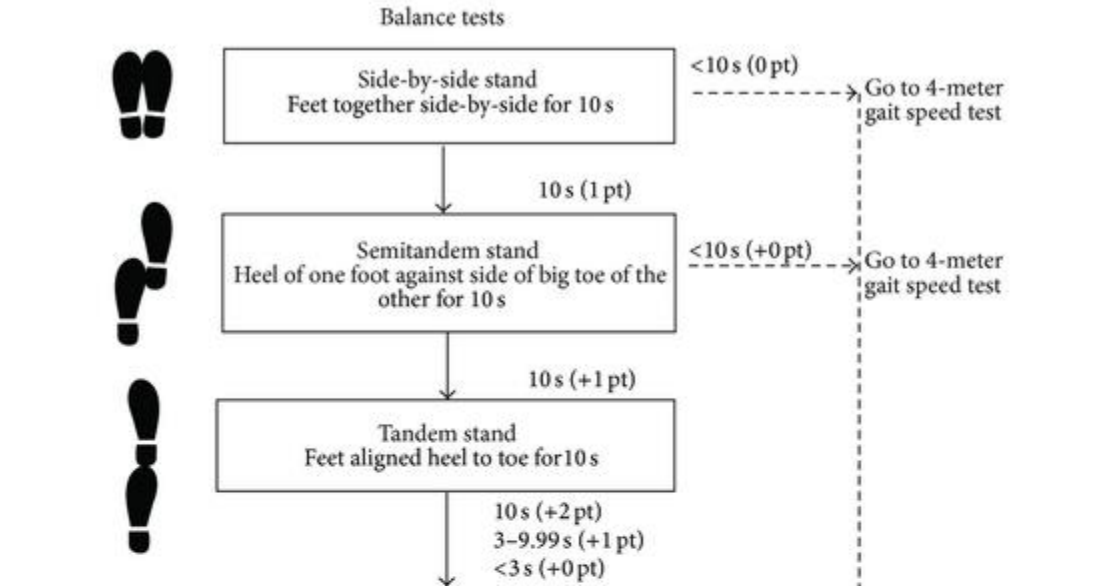 Balance tests
Side-by-side stand
Feet together side-by-side for 10 s
<10 s (0 pt)
Go to 4-meter
gait speed test
10 s (1 pt)
Semitandem stand
Heel of one foot against side of big toe of the
other for 10 s
<10 s (+0 pt)
Go to 4-meter
gait speed test
10 s (+1 pt)
Tandem stand
Feet aligned heel to toe for10 s
10 s (+2 pt)
3–9.99 s (+1 pt)
<3 s (+0 pt)